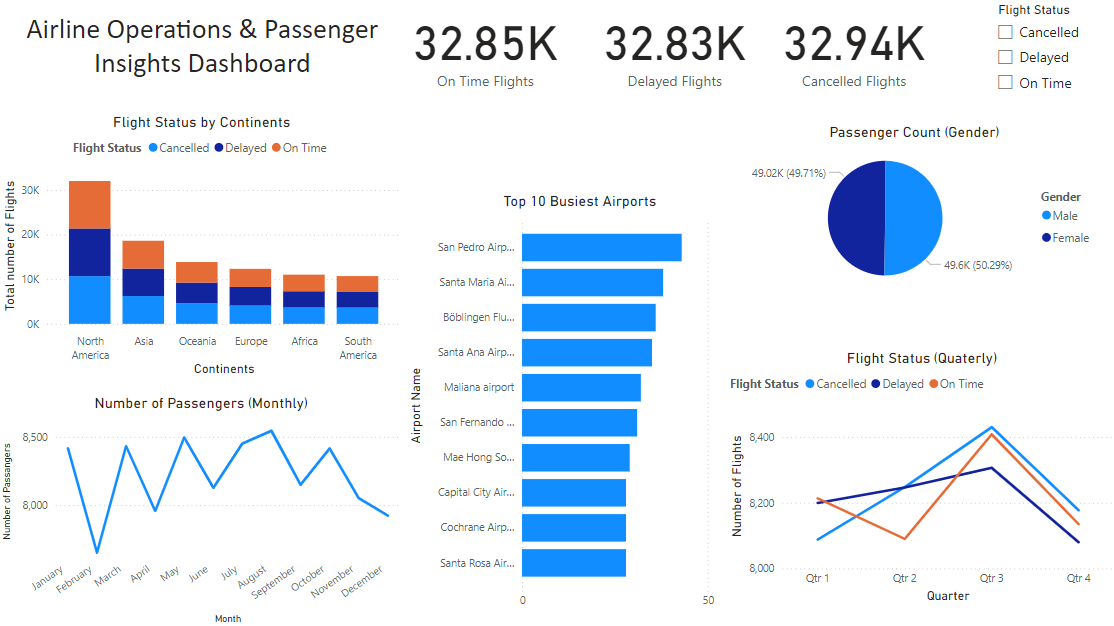 Airline Operations & Passenger
Insights Dashboard
32.85K
On Time Flights
32.83K
Delayed Flights
32.94K
Cancelled Flights
Flight Status
Cancelled
Delayed
On Time
Flight Status by Continents
Flight Status Cancelled Delayed On Time
Total number of Flights
30K
20K
10K
0K
North
America
Asia
Oceania
Europe
Africa
South
America
Continents
Number of Passengers (Monthly)
Number of Passangers
8,500
8,000
January
February
March
April
May
June
July
August
September
October
November
December
Month
Top 10 Busiest Airports
Airport Name
San Pedro Airp...
Santa Maria Ai...
Böblingen Flu...
Santa Ana Airp...
Maliana airport
San Fernando ...
Mae Hong So...
Capital City Air...
Cochrane Airp...
Santa Rosa Air...
0
50
Passenger Count (Gender)
49.02K (49.71%)
49.6K (50.29%)
Gender
Male
Female
Flight Status (Quaterly)
Flight Status Cancelled Delayed On Time
Number of Flights
8,400
8,200
8,000
Qtr 1
Qtr 2
Qtr 3
Qtr 4
Quarter